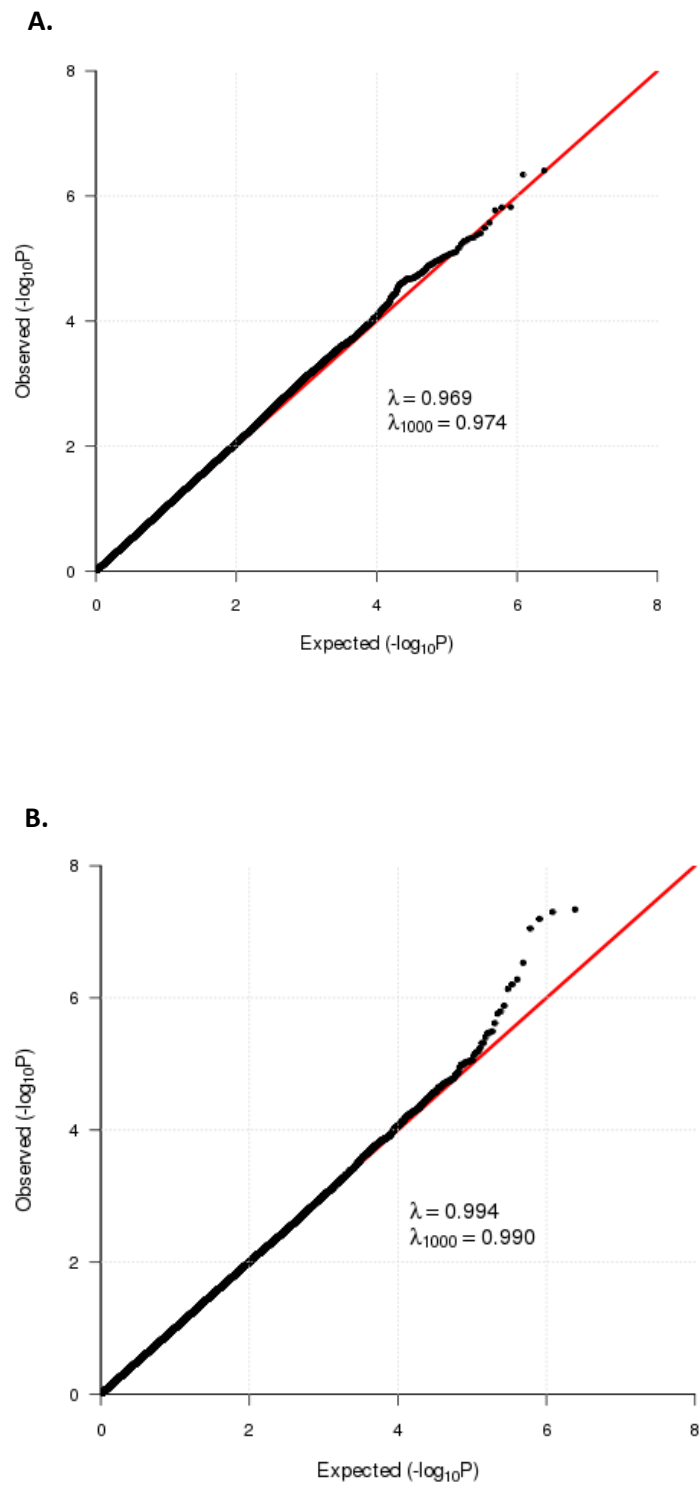 A.
8
6
4
2
0
Observed (-log₁₀P)
λ = 0.969
λ₁₀₀₀ = 0.974
0 2 4 6 8
Expected (-log₁₀P)
B.
8
6
4
2
0
Observed (-log₁₀P)
λ = 0.994
λ₁₀₀₀ = 0.990
0 2 4 6 8
Expected (-log₁₀P)